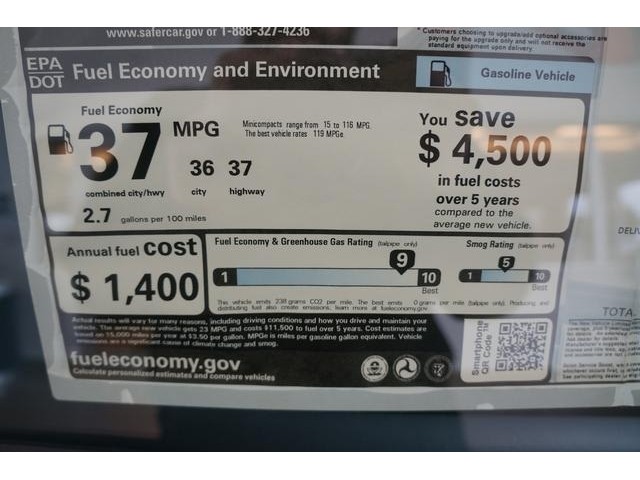 www.safercar.gov or 1-888-327-4236
* Customers choosing to upgrade/add optional accessories are
paying for the upgrade only and will not receive the
standard equipment upon delivery
EPA
DOT
Fuel Economy and Environment
Gasoline Vehicle
Fuel Economy
37 MPG
Minicompacts range from 15 to 116 MPG.
The best vehicle rates 119 MPGe.
36 37
combined city/hwy city highway
2.7 gallons per 100 miles
You save
$ 4,500
in fuel costs
over 5 years
compared to the
average new vehicle.
Annual fuel cost
$ 1,400
Fuel Economy & Greenhouse Gas Rating (tailpipe only)
9
1 10
Best
Smog Rating (tailpipe only)
5
1 10
Best
This vehicle emits 238 grams CO2 per mile. The best emits 0 grams per mile (tailpipe only). Producing and
distributing fuel also create emissions; learn more at fueleconomy.gov.
Actual results will vary for many reasons, including driving conditions and how you drive and maintain your
vehicle. The average new vehicle gets 23 MPG and costs $11,500 to fuel over 5 years. Cost estimates are
based on 15,000 miles per year at $3.50 per gallon. MPGe is miles per gasoline gallon equivalent. Vehicle
emissions are a significant cause of climate change and smog.
fueleconomy.gov
Calculate personalized estimates and compare vehicles
Smartphone
QR Code™
DELIV
TOTA